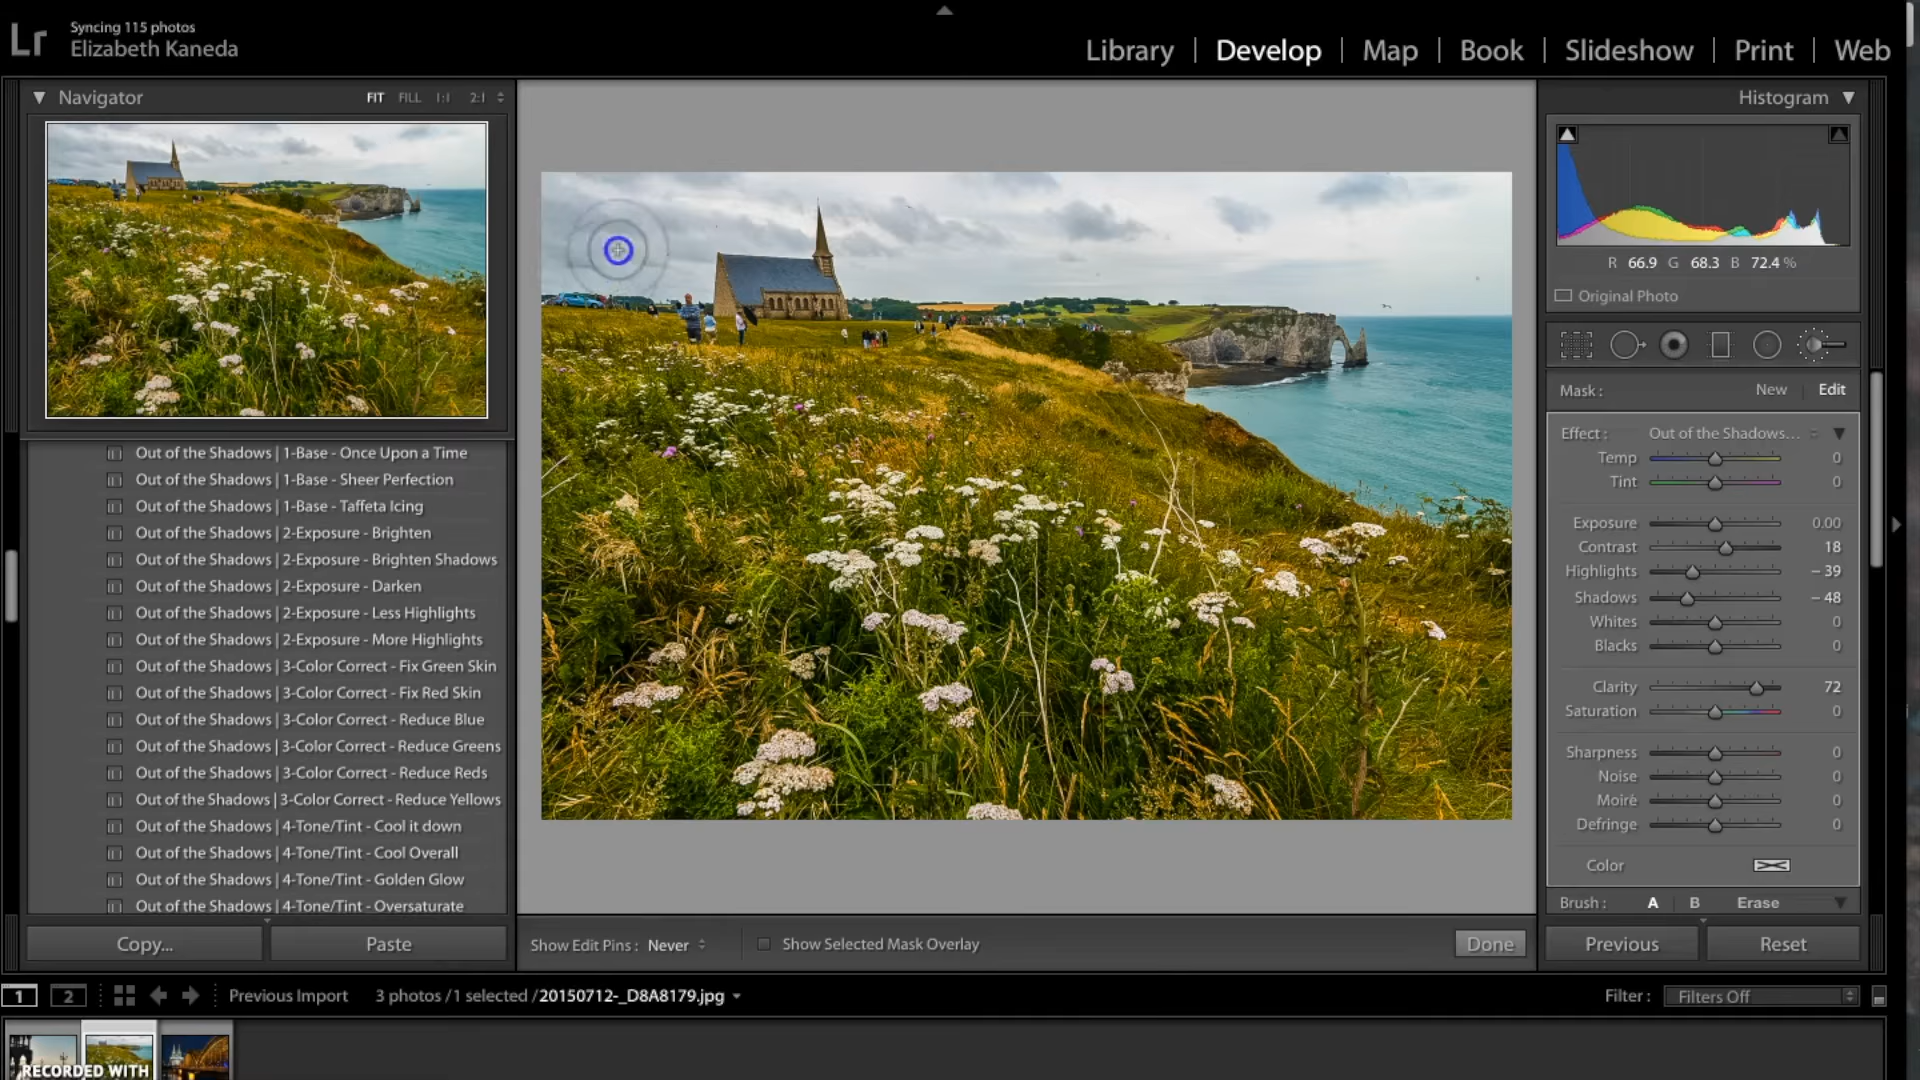 Lr
Syncing 115 photos
Elizabeth Kaneda
Library | Develop | Map | Book | Slideshow | Print | Web
Navigator FIT FILL 1:1 2:1
Histogram
R 66.9 G 68.3 B 72.4 %
Original Photo
Mask : New Edit
Effect : Out of the Shadows...
Temp 0
Tint 0
Exposure 0.00
Contrast 18
Highlights – 39
Shadows – 48
Whites 0
Blacks 0
Clarity 72
Saturation 0
Sharpness 0
Noise 0
Moiré 0
Defringe 0
Color
Brush : A | B Erase
Previous Reset
Out of the Shadows | 1-Base - Once Upon a Time
Out of the Shadows | 1-Base - Sheer Perfection
Out of the Shadows | 1-Base - Taffeta Icing
Out of the Shadows | 2-Exposure - Brighten
Out of the Shadows | 2-Exposure - Brighten Shadows
Out of the Shadows | 2-Exposure - Darken
Out of the Shadows | 2-Exposure - Less Highlights
Out of the Shadows | 2-Exposure - More Highlights
Out of the Shadows | 3-Color Correct - Fix Green Skin
Out of the Shadows | 3-Color Correct - Fix Red Skin
Out of the Shadows | 3-Color Correct - Reduce Blue
Out of the Shadows | 3-Color Correct - Reduce Greens
Out of the Shadows | 3-Color Correct - Reduce Reds
Out of the Shadows | 3-Color Correct - Reduce Yellows
Out of the Shadows | 4-Tone/Tint - Cool it down
Out of the Shadows | 4-Tone/Tint - Cool Overall
Out of the Shadows | 4-Tone/Tint - Golden Glow
Out of the Shadows | 4-Tone/Tint - Oversaturate
Copy... Paste
Show Edit Pins : Never Show Selected Mask Overlay Done
1 2 Previous Import 3 photos /1 selected /20150712-_D8A8179.jpg Filter : Filters Off
RECORDED WITH